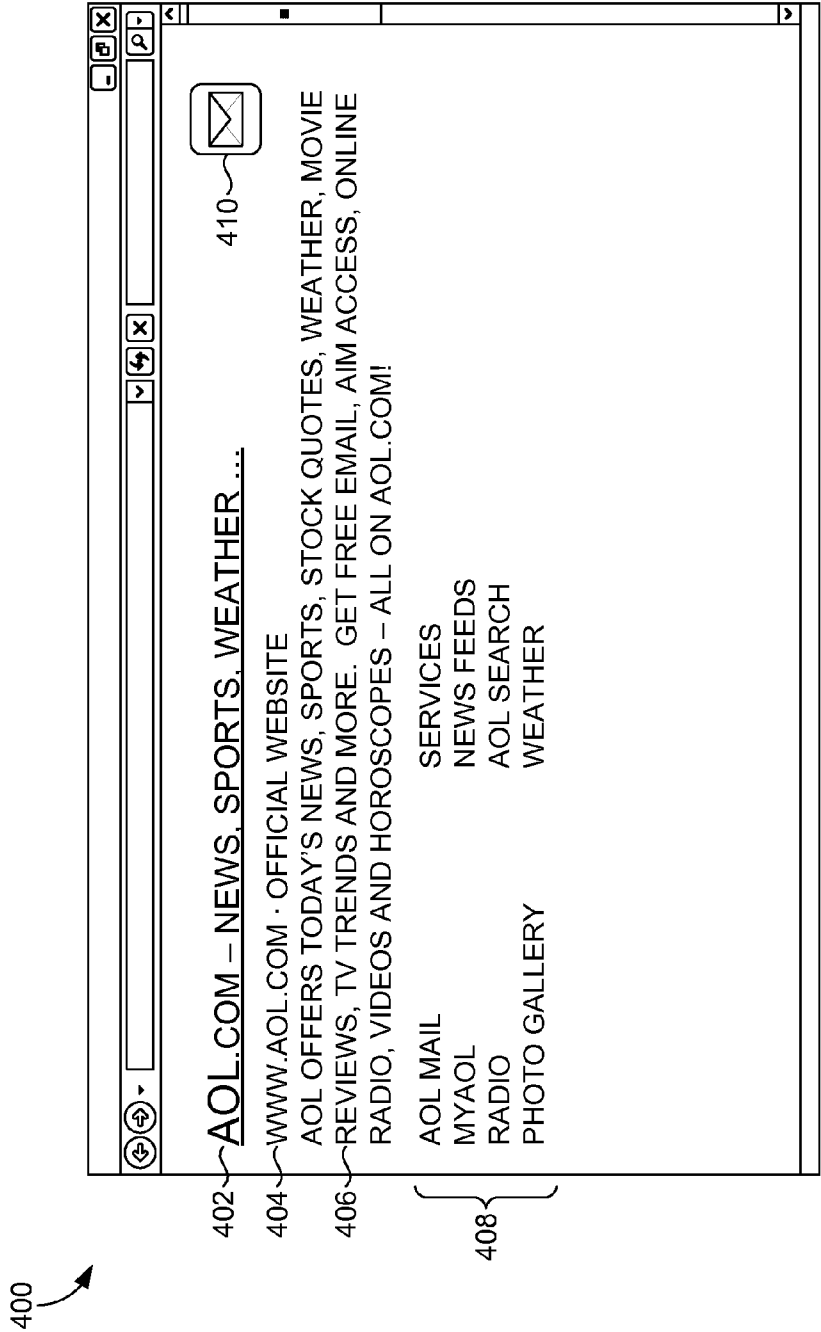 400
410
402 AOL.COM – NEWS, SPORTS, WEATHER ...
404 WWW.AOL.COM · OFFICIAL WEBSITE
AOL OFFERS TODAY'S NEWS, SPORTS, STOCK QUOTES, WEATHER, MOVIE
406 REVIEWS, TV TRENDS AND MORE. GET FREE EMAIL, AIM ACCESS, ONLINE
RADIO, VIDEOS AND HOROSCOPES – ALL ON AOL.COM!
408
AOL MAIL SERVICES
MYAOL NEWS FEEDS
RADIO AOL SEARCH
PHOTO GALLERY WEATHER